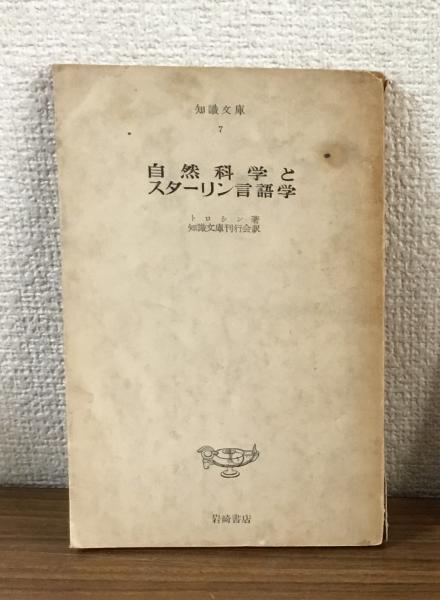 知識文庫
7
自然科学と
スターリン言語学
トロシン 著
知識文庫刊行会訳
岩崎書店